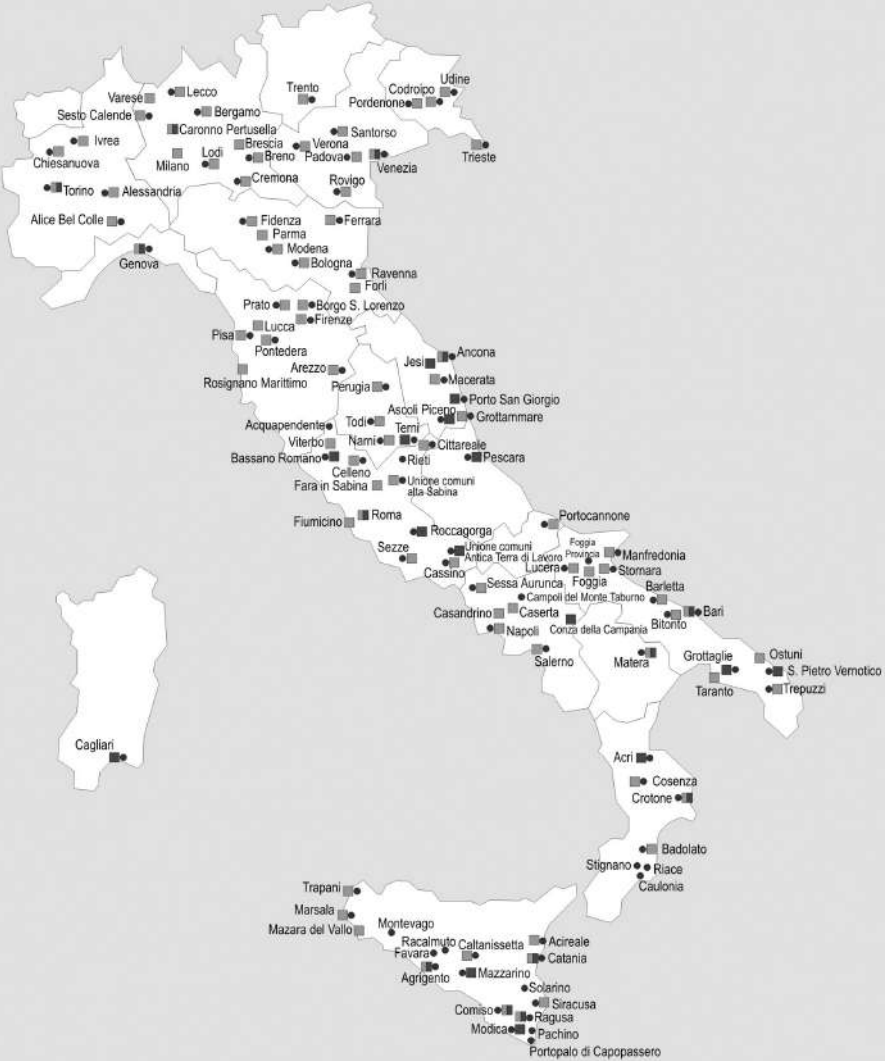 Udine
Codroipo
Trento
Pordenone
Lecco
Varese
Bergamo
Sesto Calende
Caronno Pertusella
Santorso
Ivrea
Brescia
Verona
Chiesanuova
Milano
Lodi
Breno
Padova
Venezia
Trieste
Cremona
Torino
Alessandria
Rovigo
Alice Bel Colle
Fidenza
Ferrara
Parma
Modena
Genova
Bologna
Ravenna
Forlì
Prato
Borgo S. Lorenzo
Firenze
Lucca
Pisa
Pontedera
Ancona
Jesi
Arezzo
Rosignano Marittimo
Macerata
Perugia
Porto San Giorgio
Ascoli Piceno
Grottammare
Acquapendente
Todi
Terni
Viterbo
Narni
Cittareale
Bassano Romano
Rieti
Pescara
Celleno
Fara in Sabina
Unione comuni
alta Sabina
Roma
Fiumicino
Portocannone
Roccagorga
Foggia
Provincia
Manfredonia
Sezze
Unione comuni
Antica Terra di Lavoro
Cassino
Lucera
Foggia
Stornara
Sessa Aurunca
Campoli del Monte Taburno
Barletta
Casandrino
Caserta
Bari
Bitonto
Napoli
Conza della Campania
Salerno
Matera
Grottaglie
Ostuni
S. Pietro Vernotico
Taranto
Trepuzzi
Cagliari
Acri
Cosenza
Crotone
Badolato
Stignano
Riace
Caulonia
Trapani
Marsala
Mazara del Vallo
Montevago
Racalmuto
Favara
Caltanissetta
Acireale
Catania
Agrigento
Mazzarino
Solarino
Siracusa
Comiso
Ragusa
Modica
Pachino
Portopalo di Capopassero